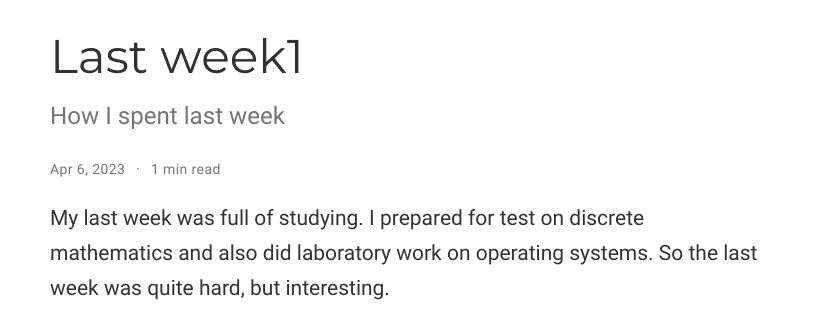 Last week1
How I spent last week
Apr 6, 2023 · 1 min read
My last week was full of studying. I prepared for test on discrete
mathematics and also did laboratory work on operating systems. So the last
week was quite hard, but interesting.